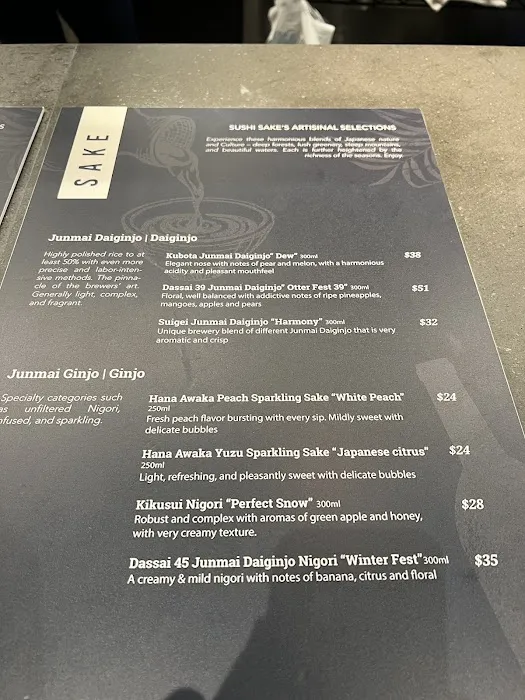 s
SAKE
SUSHI SAKE'S ARTISINAL SELECTIONS
Experience these harmonious blends of Japanese nature
and Culture – deep forests, lush greenery, steep mountains,
and beautiful waters. Each is further heightened by the
richness of the seasons. Enjoy.
Junmai Daiginjo | Daiginjo
Highly polished rice to at
least 50% with even more
precise and labor-inten-
sive methods. The pinna-
cle of the brewers' art.
Generally light, complex,
and fragrant.
Kubota Junmai Daiginjo" Dew" 300ml $38
Elegant nose with notes of pear and melon, with a harmonious
acidity and pleasant mouthfeel
Dassai 39 Junmai Daiginjo" Otter Fest 39" 300ml $51
Floral, well balanced with addictive notes of ripe pineapples,
mangoes, apples and pears
Suigei Junmai Daiginjo "Harmony" 300ml $32
Unique brewery blend of different Junmai Daiginjo that is very
aromatic and crisp
Junmai Ginjo | Ginjo
Specialty categories such
as unfiltered Nigori,
nfused, and sparkling.
Hana Awaka Peach Sparkling Sake "White Peach" $24
250ml
Fresh peach flavor bursting with every sip. Mildly sweet with
delicate bubbles
Hana Awaka Yuzu Sparkling Sake "Japanese citrus" $24
250ml
Light, refreshing, and pleasantly sweet with delicate bubbles
Kikusui Nigori "Perfect Snow" 300ml $28
Robust and complex with aromas of green apple and honey,
with very creamy texture.
Dassai 45 Junmai Daiginjo Nigori "Winter Fest" 300ml $35
A creamy & mild nigori with notes of banana, citrus and floral